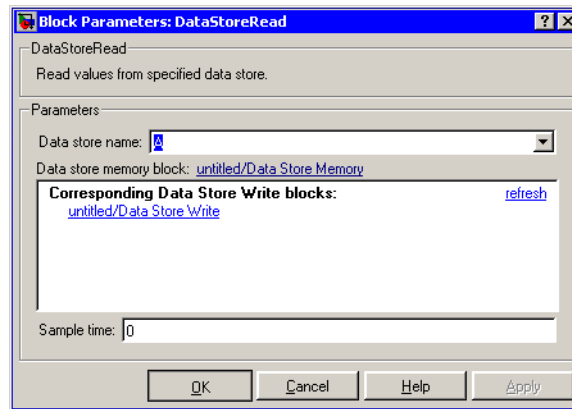 Block Parameters: DataStoreRead
DataStoreRead
Read values from specified data store.
Parameters
Data store name: A
Data store memory block: untitled/Data Store Memory
Corresponding Data Store Write blocks: refresh
untitled/Data Store Write
Sample time: 0
OK Cancel Help Apply